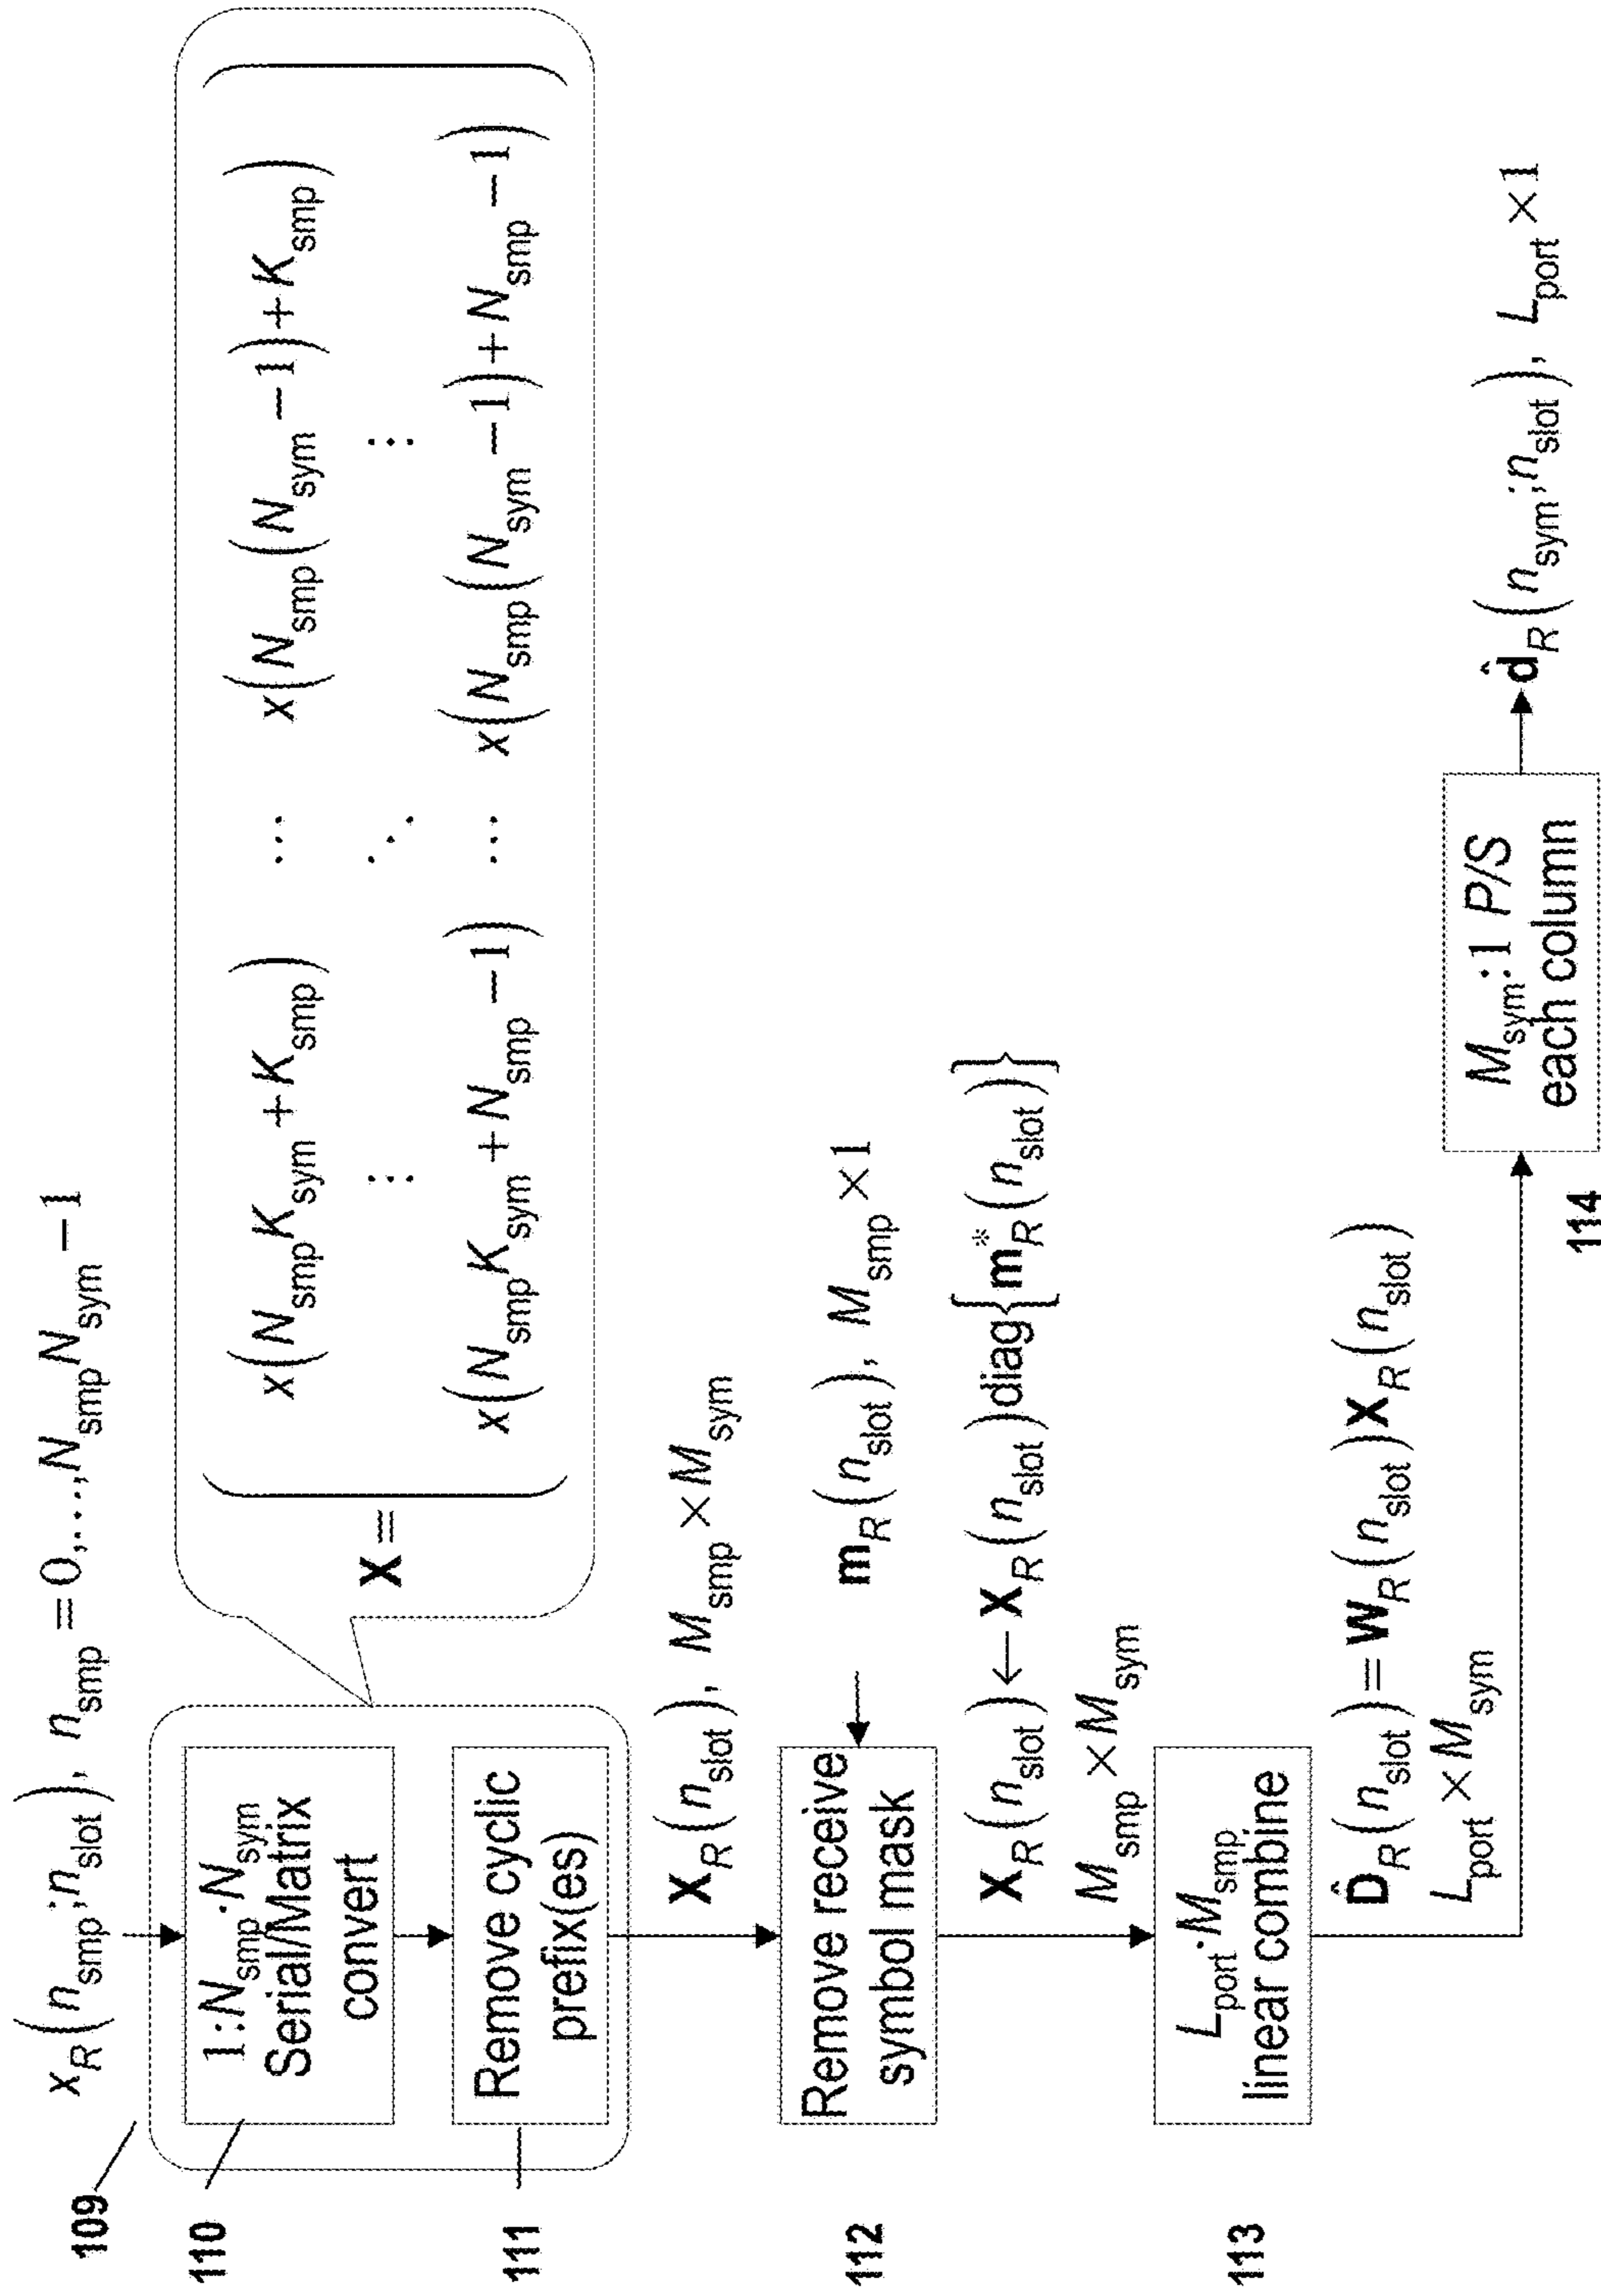 x_R(n_smp;n_slot), n_smp = 0,...,N_smp N_sym − 1
109
110
1:N_smp·N_sym
Serial/Matrix
convert
111
Remove cyclic
prefix(es)
X =
x(N_smp K_sym + K_smp) ⋯ x(N_smp(N_sym − 1) + K_smp)
⋮ ⋱ ⋮
x(N_smp K_sym + N_smp − 1) ⋯ x(N_smp(N_sym − 1) + N_smp − 1)
X_R(n_slot), M_smp × M_sym
112
Remove receive
symbol mask
m_R(n_slot), M_smp × 1
X_R(n_slot) ← X_R(n_slot)diag{m*_R(n_slot)}
M_smp × M_sym
113
L_port·M_smp
linear combine
D̂_R(n_slot) = W_R(n_slot)X_R(n_slot)
L_port × M_sym
114
M_sym:1 P/S
each column
d̂_R(n_sym;n_slot), L_port × 1